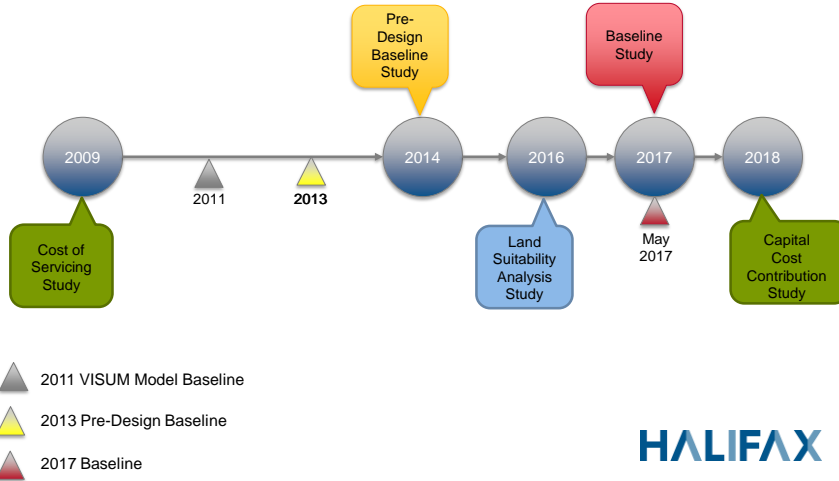 Pre-
Design
Baseline
Study
Baseline
Study
2009
2014
2016
2017
2018
2011
2013
May
2017
Cost of
Servicing
Study
Land
Suitability
Analysis
Study
Capital
Cost
Contribution
Study
2011 VISUM Model Baseline
2013 Pre-Design Baseline
2017 Baseline
HALIFAX